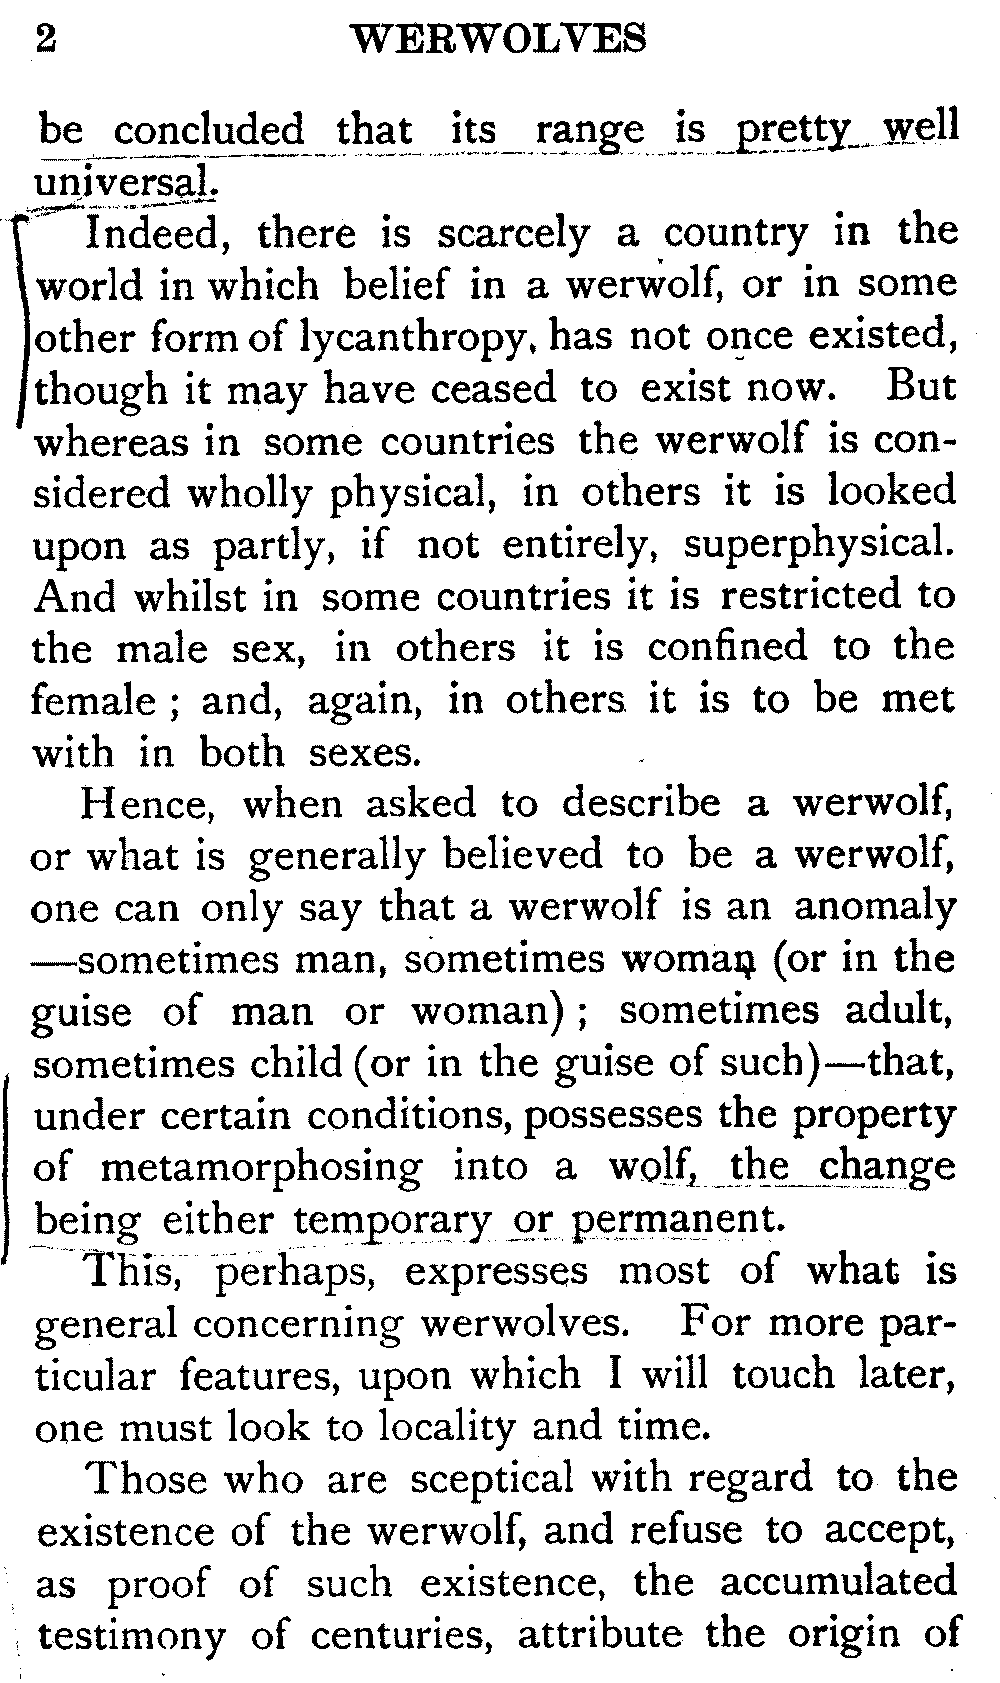 2 WERWOLVES
be concluded that its range is pretty well
universal.
Indeed, there is scarcely a country in the
world in which belief in a werwolf, or in some
other form of lycanthropy, has not once existed,
though it may have ceased to exist now. But
whereas in some countries the werwolf is con-
sidered wholly physical, in others it is looked
upon as partly, if not entirely, superphysical.
And whilst in some countries it is restricted to
the male sex, in others it is confined to the
female ; and, again, in others it is to be met
with in both sexes.
Hence, when asked to describe a werwolf,
or what is generally believed to be a werwolf,
one can only say that a werwolf is an anomaly
—sometimes man, sometimes woman (or in the
guise of man or woman) ; sometimes adult,
sometimes child (or in the guise of such)—that,
under certain conditions, possesses the property
of metamorphosing into a wolf, the change
being either temporary or permanent.
This, perhaps, expresses most of what is
general concerning werwolves. For more par-
ticular features, upon which I will touch later,
one must look to locality and time.
Those who are sceptical with regard to the
existence of the werwolf, and refuse to accept,
as proof of such existence, the accumulated
testimony of centuries, attribute the origin of